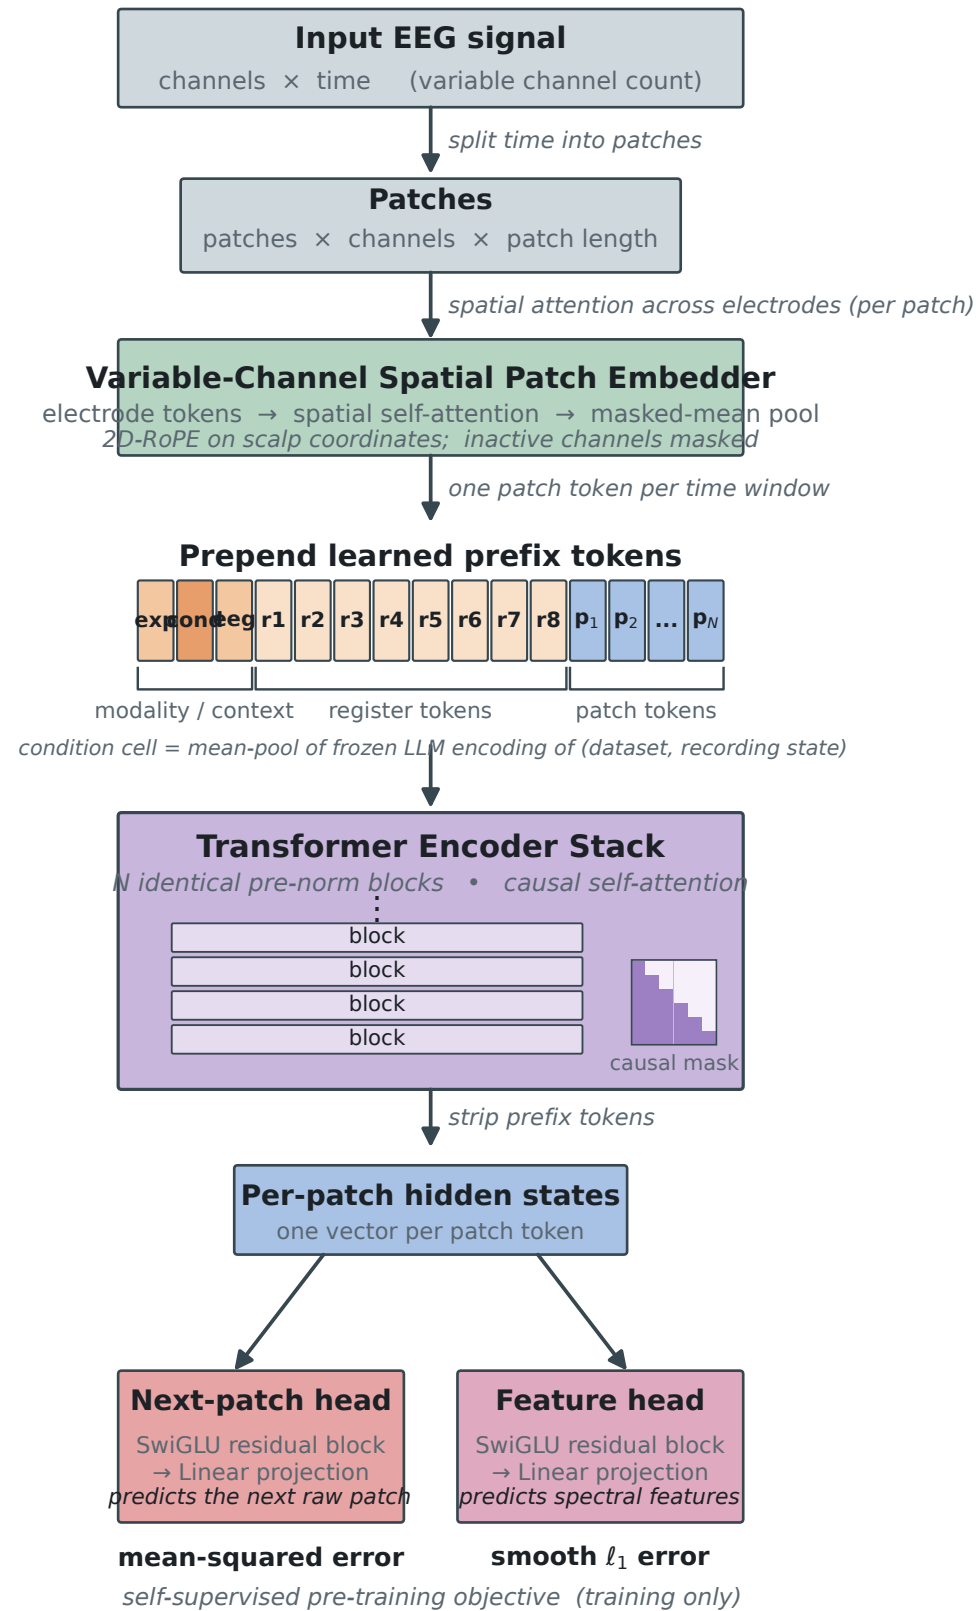 Input EEG signal
channels × time (variable channel count)
split time into patches
Patches
patches × channels × patch length
spatial attention across electrodes (per patch)
Variable-Channel Spatial Patch Embedder
electrode tokens → spatial self-attention → masked-mean pool
2D-RoPE on scalp coordinates; inactive channels masked
one patch token per time window
Prepend learned prefix tokens
exp cond eeg r1 r2 r3 r4 r5 r6 r7 r8 p₁ p₂ ... p_N
modality / context register tokens patch tokens
condition cell = mean-pool of frozen LLM encoding of (dataset, recording state)
Transformer Encoder Stack
N identical pre-norm blocks • causal self-attention
⋮
block
block
block
block
causal mask
strip prefix tokens
Per-patch hidden states
one vector per patch token
Next-patch head
SwiGLU residual block
→ Linear projection
predicts the next raw patch
mean-squared error
Feature head
SwiGLU residual block
→ Linear projection
predicts spectral features
smooth ℓ₁ error
self-supervised pre-training objective (training only)